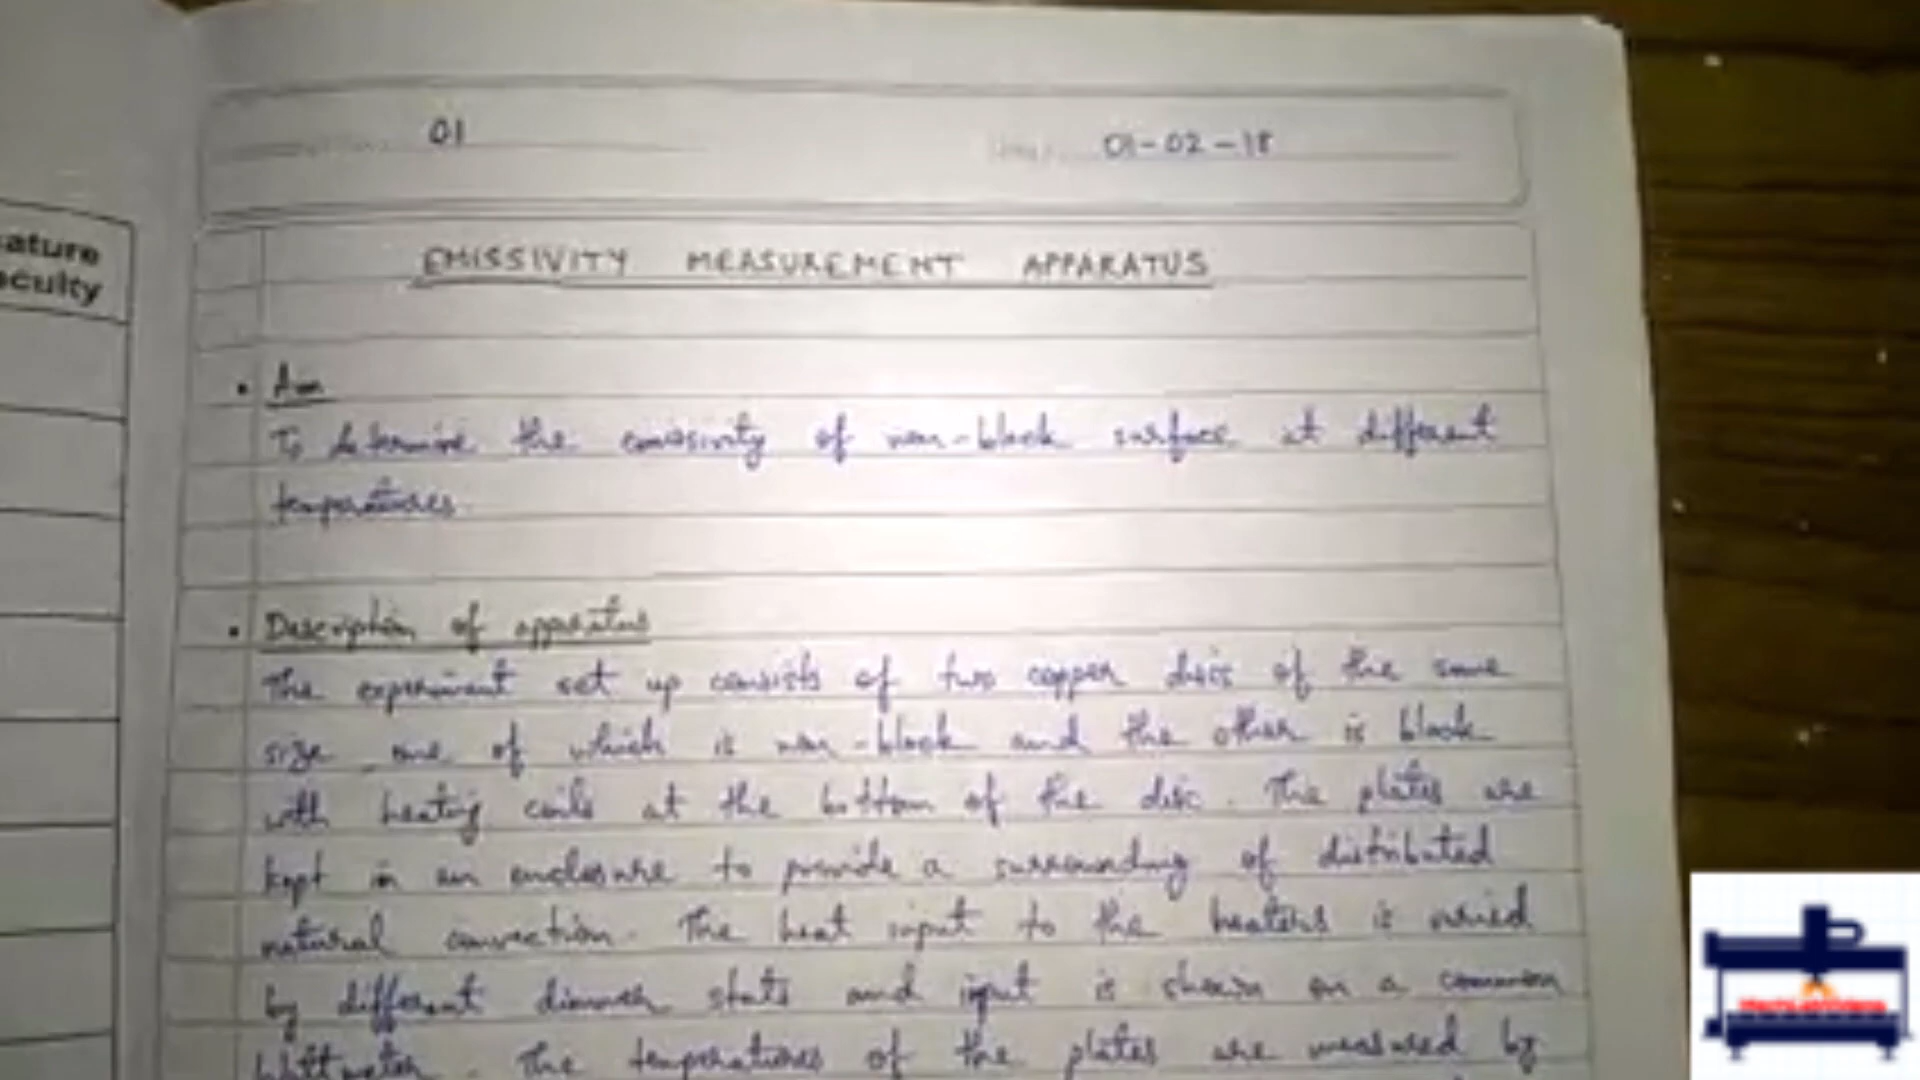 01
01-02-18
ature
aculty
EMISSIVITY MEASUREMENT APPARATUS
• Aim
To determine the emissivity of non-black surface at different
temperatures.
• Description of apparatus
The experiment set up consists of two copper discs of the same
size, one of which is non-black and the other is black
with heating coils at the bottom of the disc. The plates are
kept in an enclosure to provide a surrounding of distributed
natural convection. The heat input to the heaters is varied
by different dimmer stats and input is shown on a common
Wattmeter. The temperatures of the plates are measured by